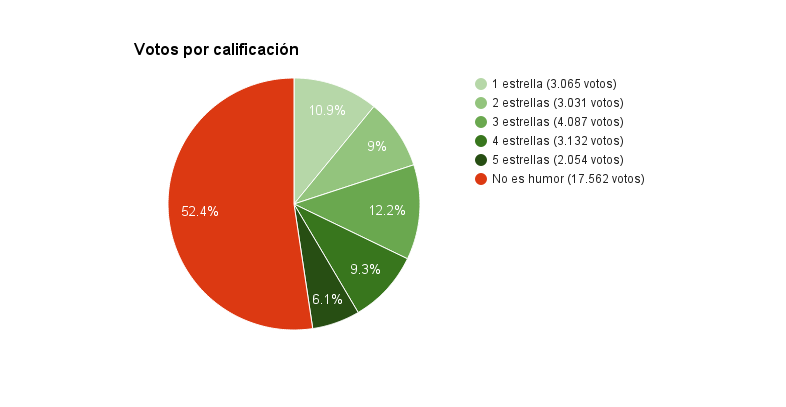 Votos por calificación
1 estrella (3.065 votos)
2 estrellas (3.031 votos)
3 estrellas (4.087 votos)
4 estrellas (3.132 votos)
5 estrellas (2.054 votos)
No es humor (17.562 votos)
10.9%
9%
12.2%
9.3%
6.1%
52.4%